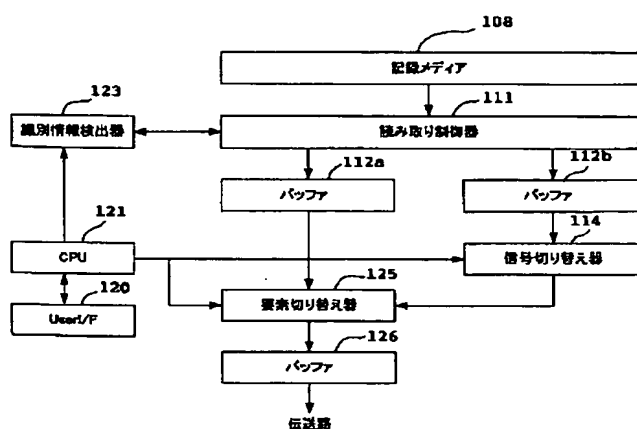 108
記録メディア
123
111
識別情報検出器
読み取り制御器
112a
112b
バッファ
バッファ
121
114
CPU
信号切り替え器
120
125
UserI/F
要素切り替え器
126
バッファ
伝送路